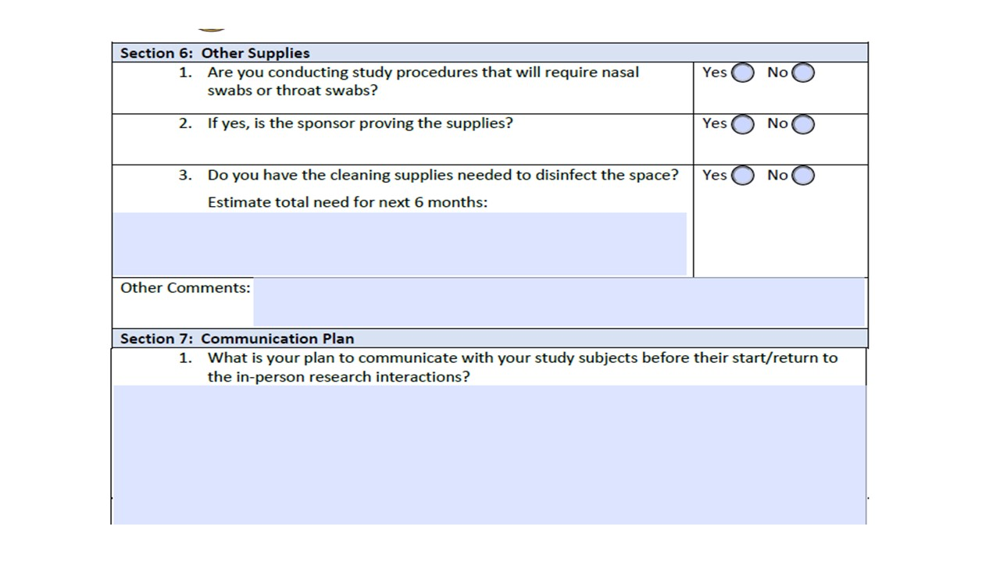 Section 6:  Other Supplies
1. Are you conducting study procedures that will require nasal
swabs or throat swabs?
Yes No
2. If yes, is the sponsor proving the supplies?
Yes No
3. Do you have the cleaning supplies needed to disinfect the space?
Yes No
Estimate total need for next 6 months:
Other Comments:
Section 7:  Communication Plan
1. What is your plan to communicate with your study subjects before their start/return to
the in-person research interactions?